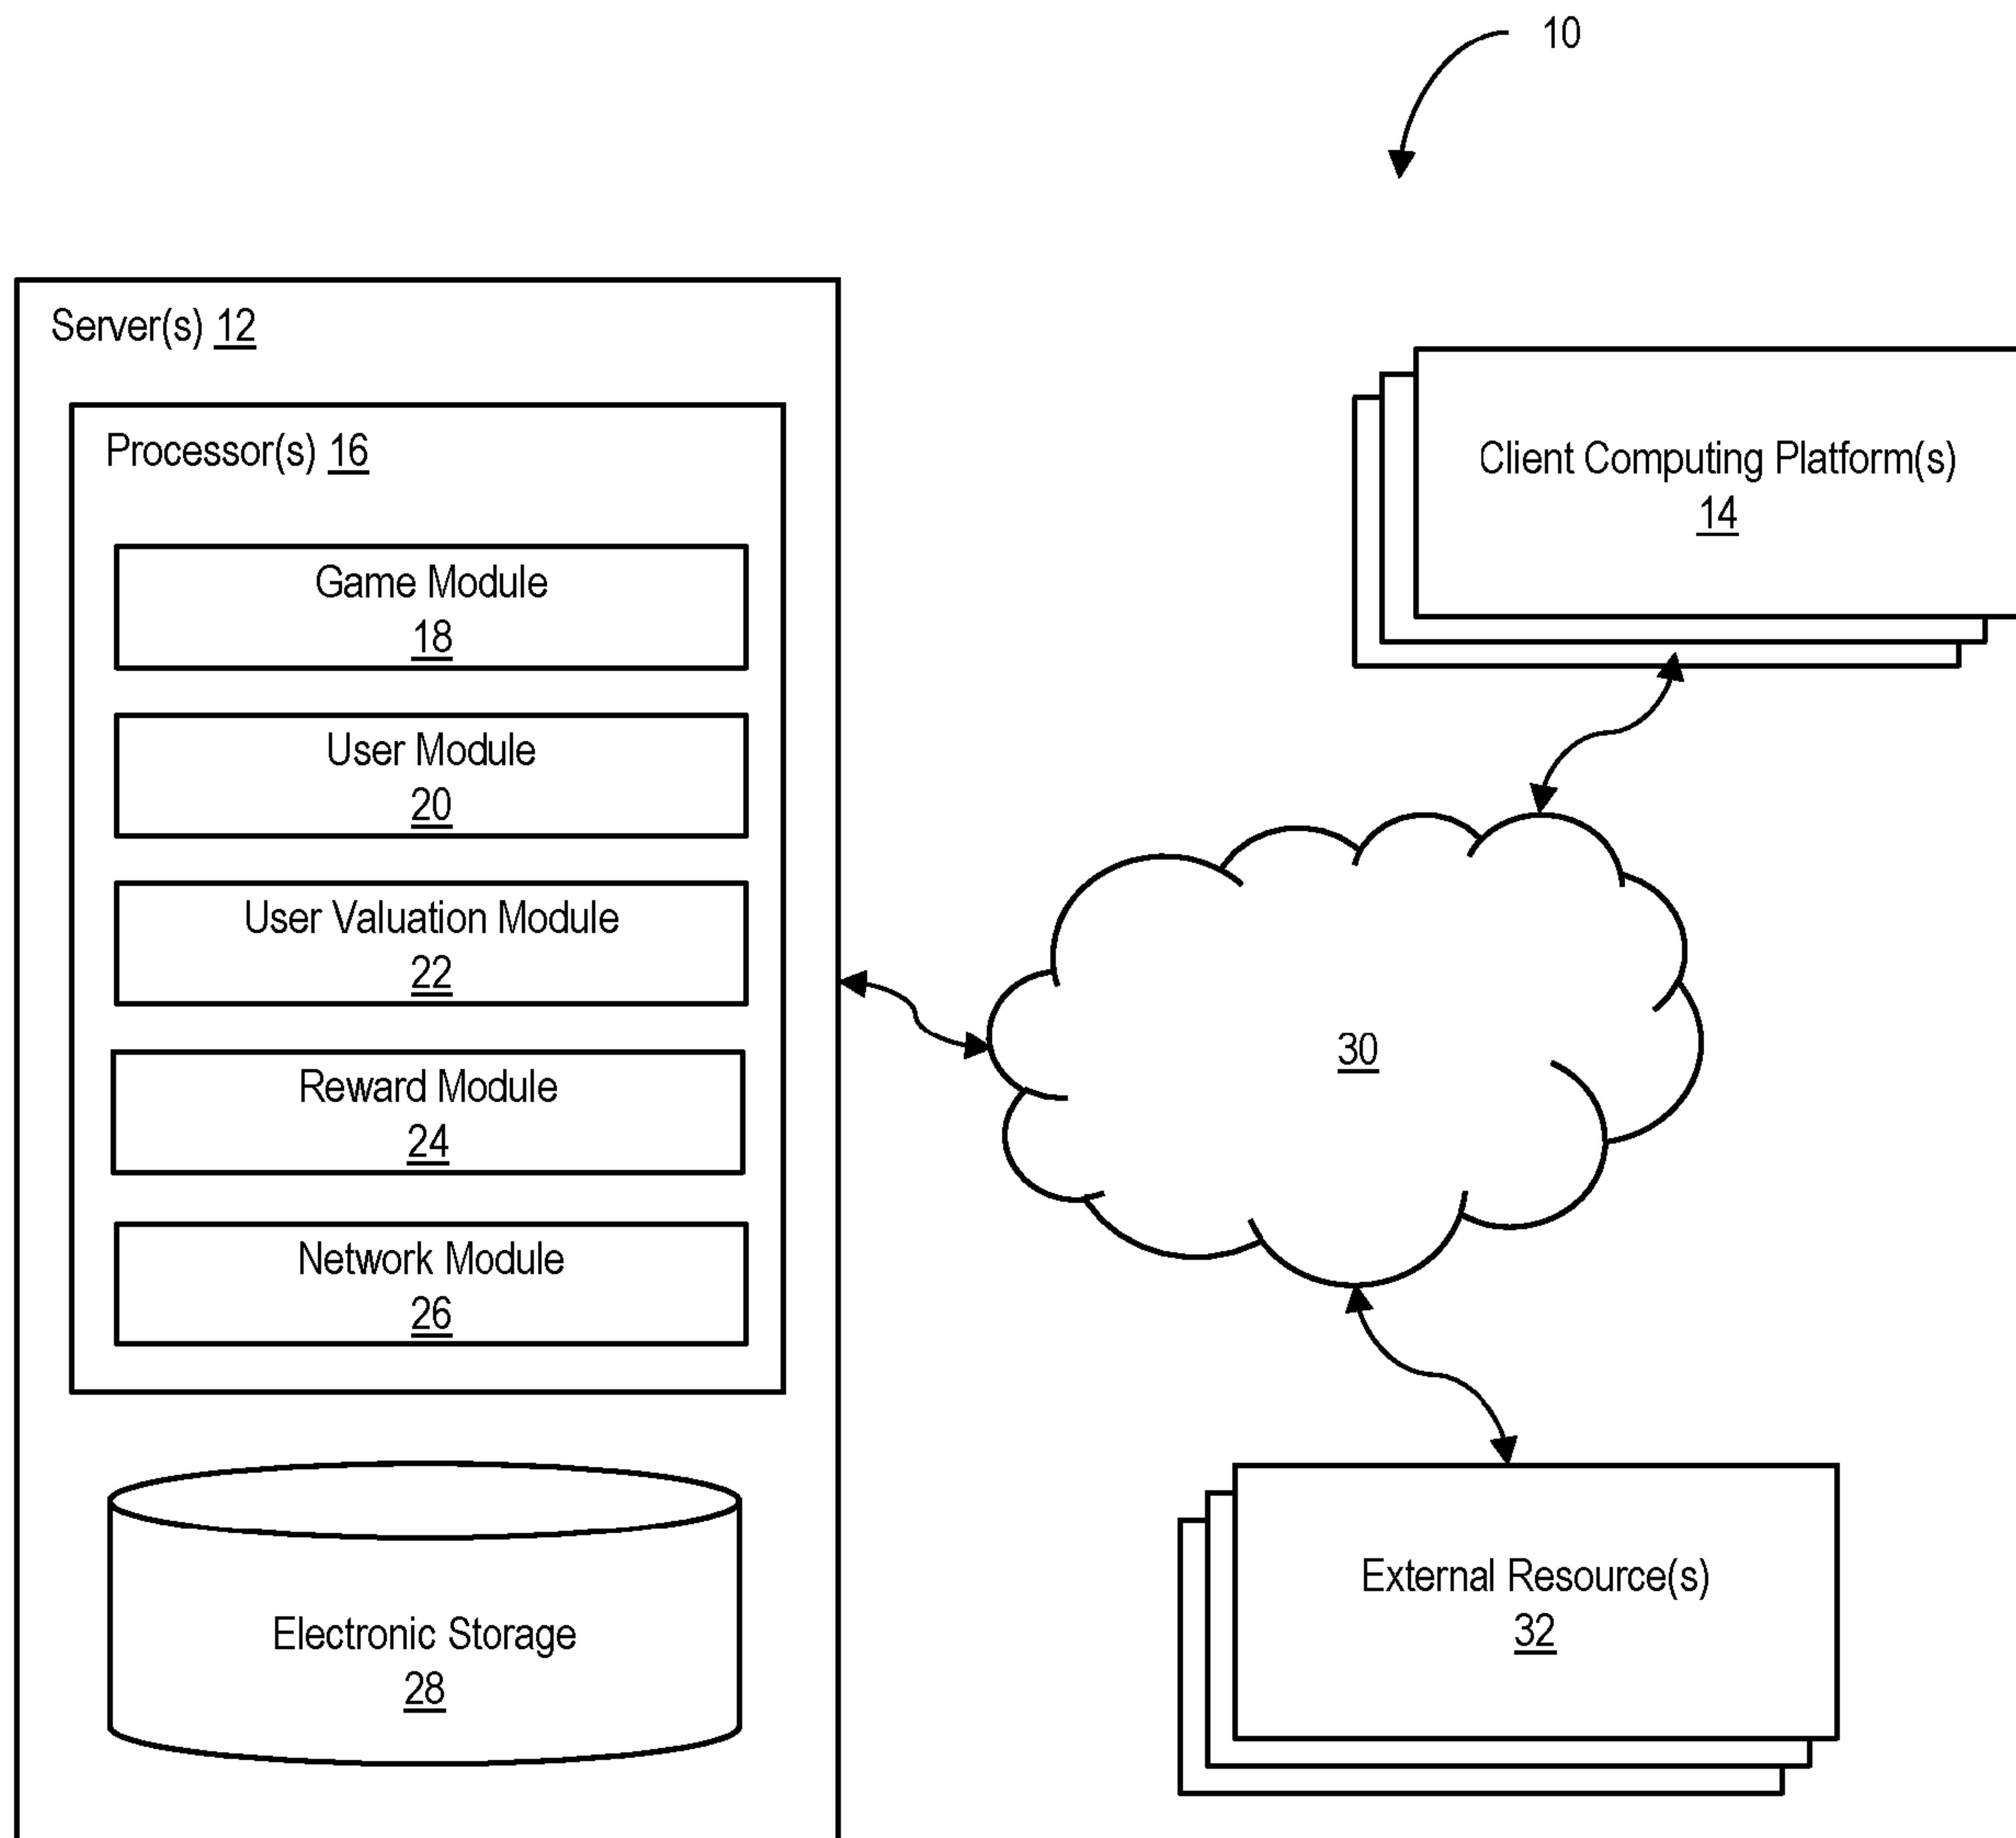 10
Server(s) 12
Processor(s) 16
Game Module
18
User Module
20
User Valuation Module
22
Reward Module
24
Network Module
26
Electronic Storage
28
Client Computing Platform(s)
14
30
External Resource(s)
32